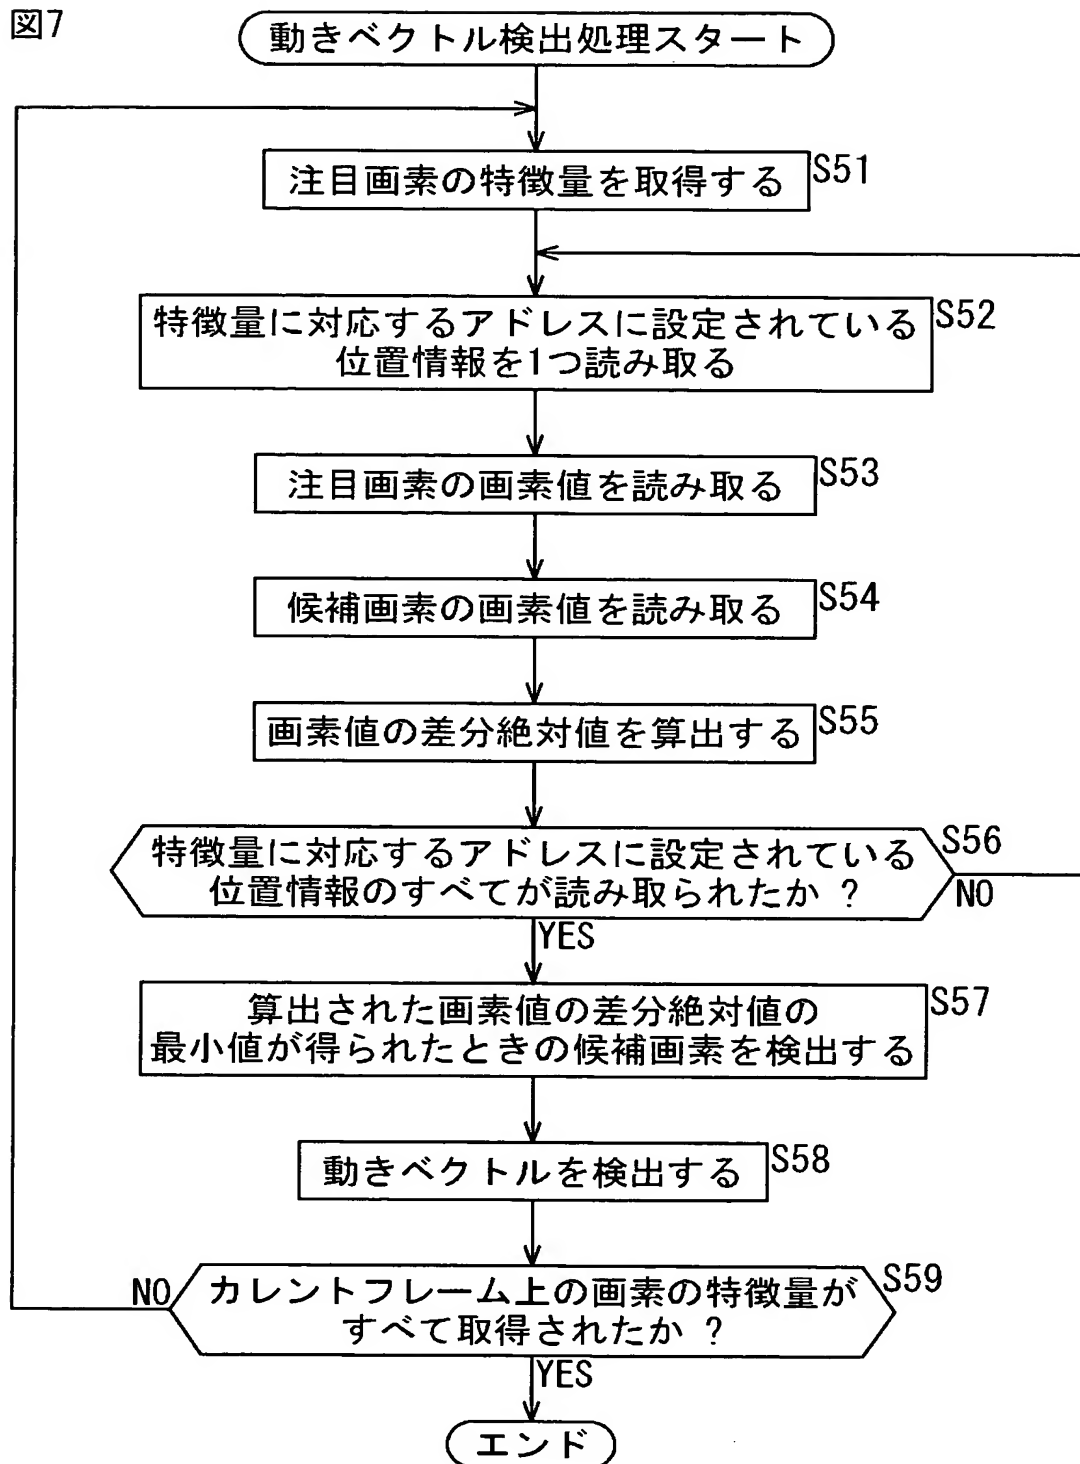 図7
動きベクトル検出処理スタート
注目画素の特徴量を取得する
S51
特徴量に対応するアドレスに設定されている
位置情報を1つ読み取る
S52
注目画素の画素値を読み取る
S53
候補画素の画素値を読み取る
S54
画素値の差分絶対値を算出する
S55
特徴量に対応するアドレスに設定されている
位置情報のすべてが読み取られたか ?
S56
NO
YES
算出された画素値の差分絶対値の
最小値が得られたときの候補画素を検出する
S57
動きベクトルを検出する
S58
NO
カレントフレーム上の画素の特徴量が
すべて取得されたか ?
S59
YES
エンド